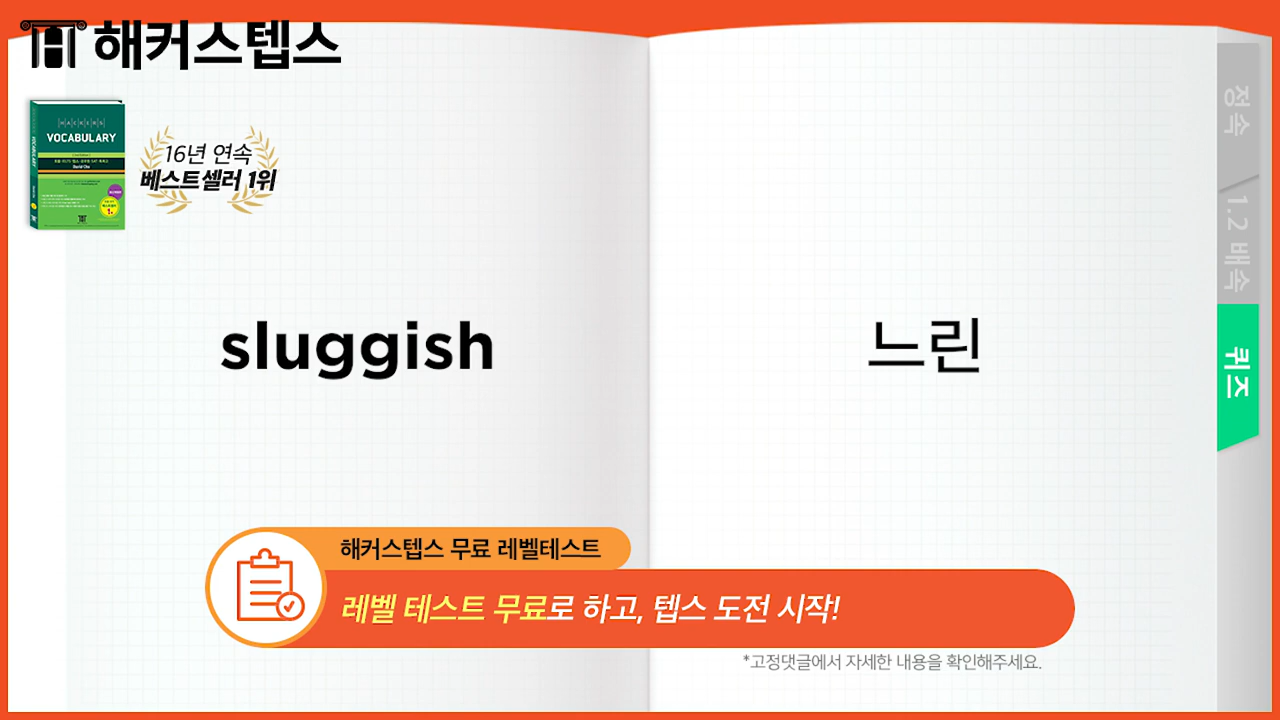 해커스텝스
HACKERS
VOCABULARY
16년 연속
베스트셀러 1위
정속
1.2 배속
퀴즈
sluggish
느린
해커스텝스 무료 레벨테스트
레벨 테스트 무료로 하고, 텝스 도전 시작!
*고정댓글에서 자세한 내용을 확인해주세요.